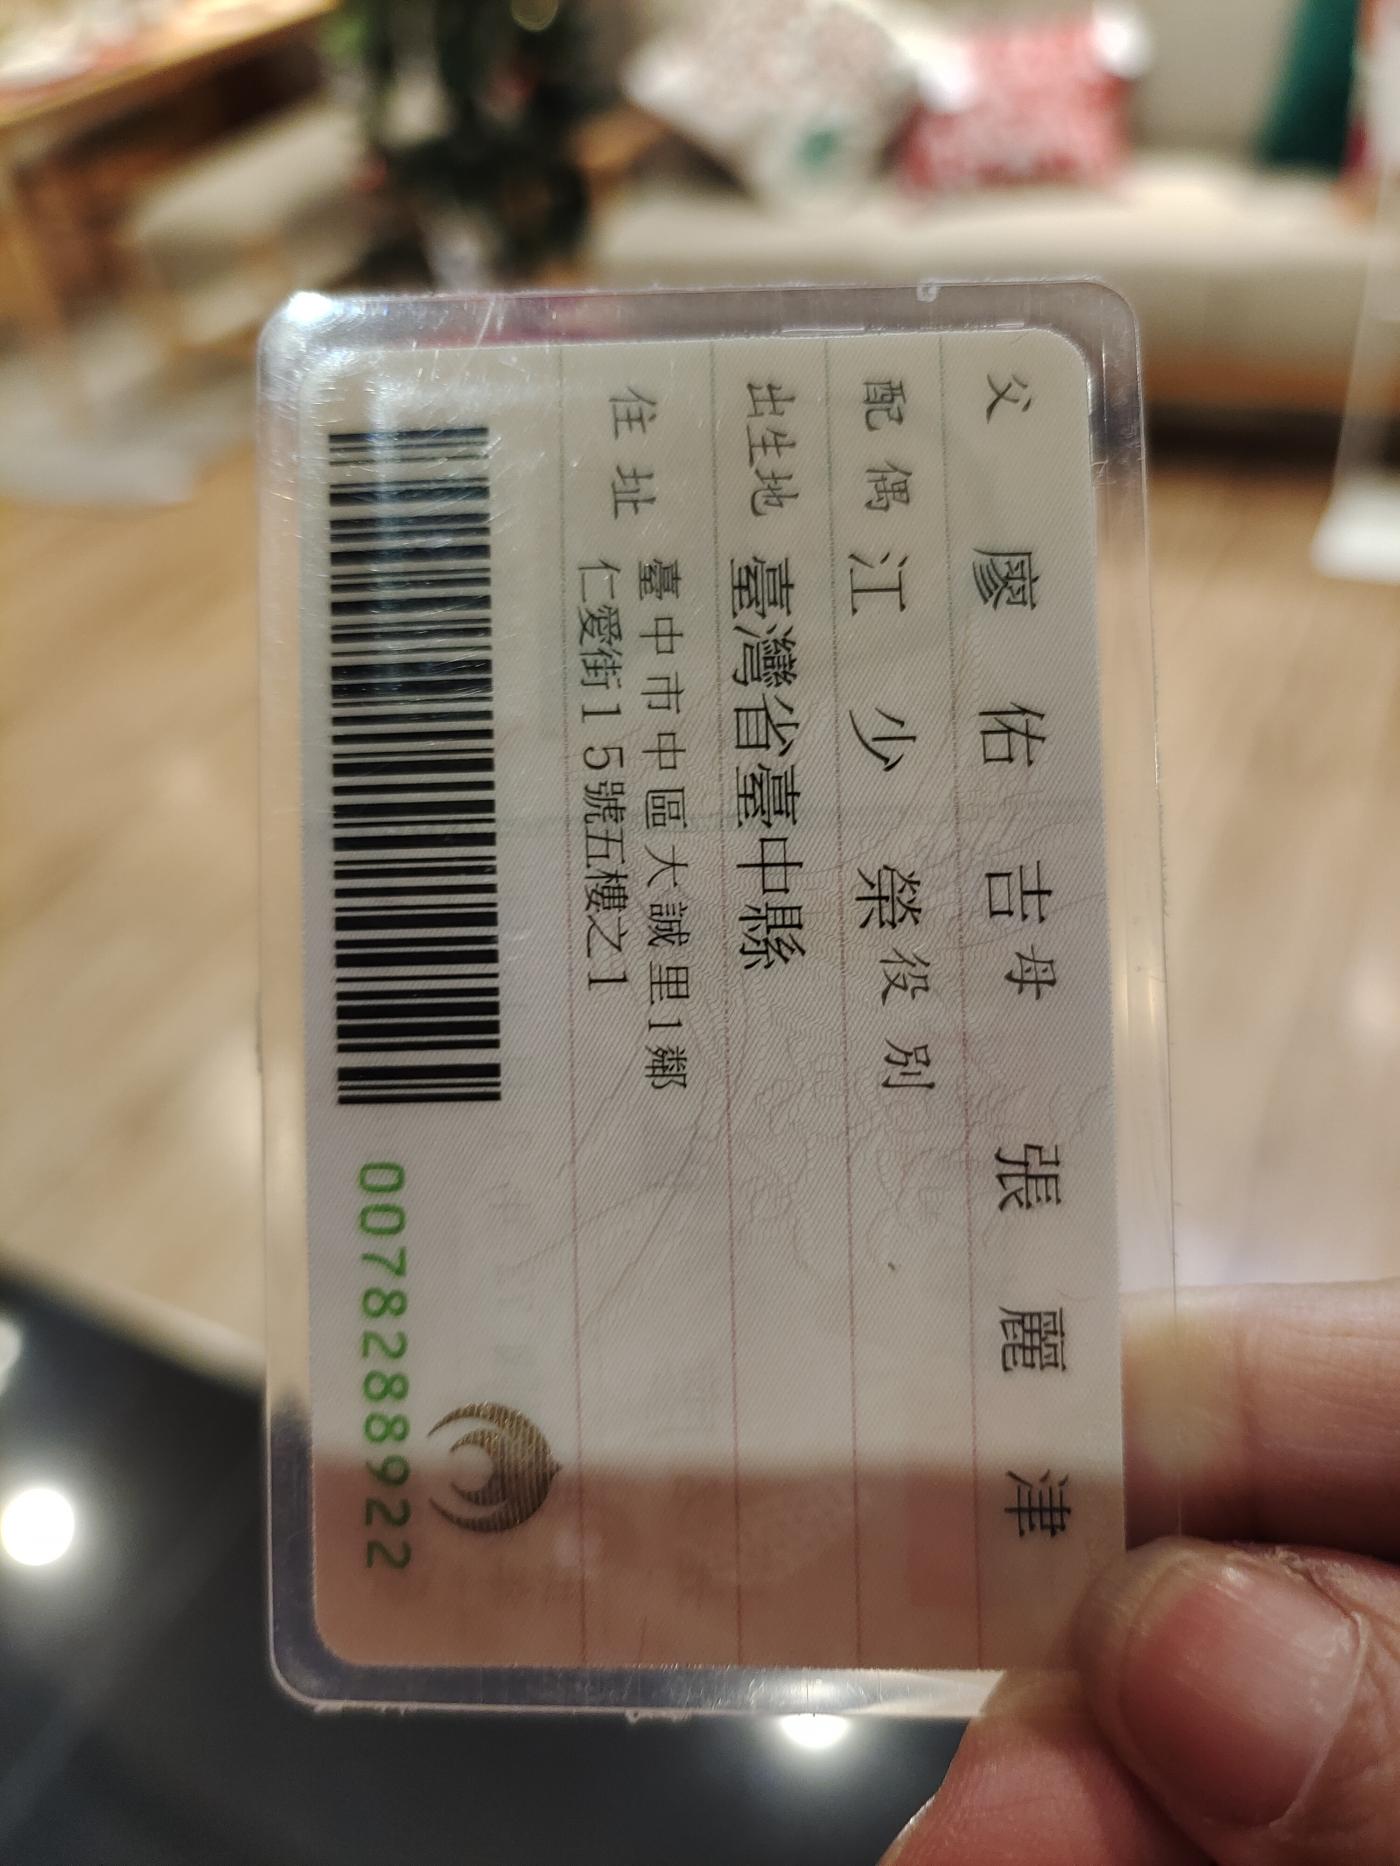 父 廖佑吉 母 張麗津
配偶 江少榮 役別
出生地 臺灣省臺中縣
住址 臺中市中區大誠里1鄰
仁愛街15號五樓之1
0078288922